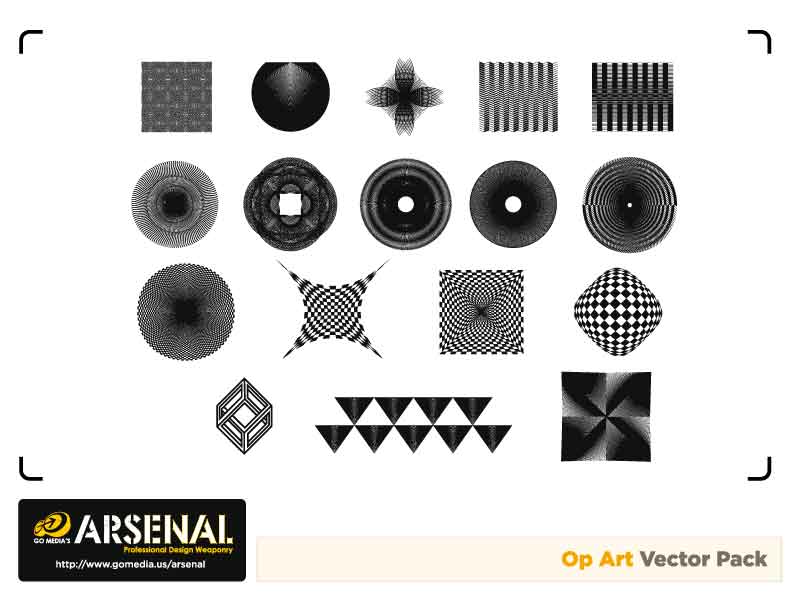 GO MEDIA'S
ARSENAL
Professional Design Weaponry
http://www.gomedia.us/arsenal
Op Art Vector Pack